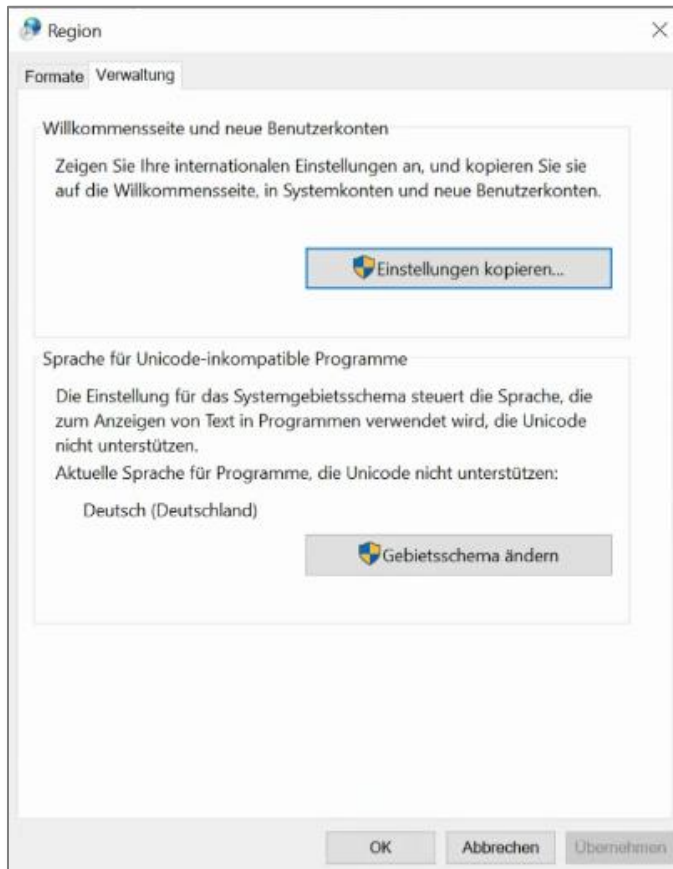 Region
Formate
Verwaltung
Willkommensseite und neue Benutzerkonten
Zeigen Sie Ihre internationalen Einstellungen an, und kopieren Sie sie
auf die Willkommensseite, in Systemkonten und neue Benutzerkonten.
Einstellungen kopieren...
Sprache für Unicode-inkompatible Programme
Die Einstellung für das Systemgebietsschema steuert die Sprache, die
zum Anzeigen von Text in Programmen verwendet wird, die Unicode
nicht unterstützen.
Aktuelle Sprache für Programme, die Unicode nicht unterstützen:
Deutsch (Deutschland)
Gebietsschema ändern
OK
Abbrechen
Übernehmen